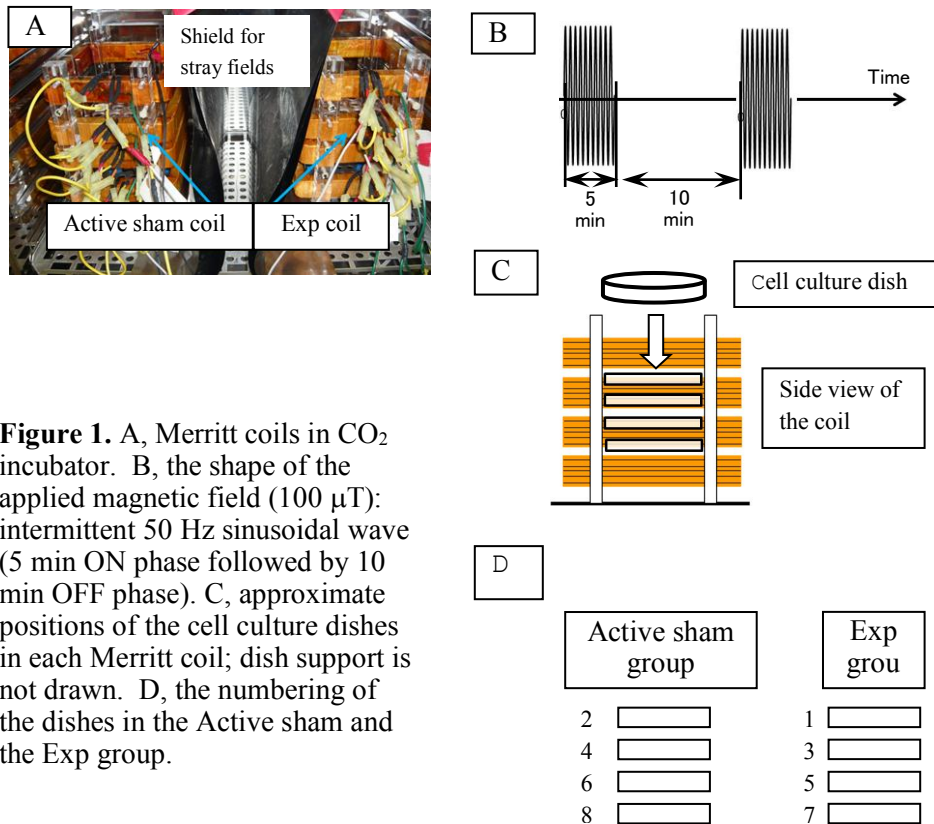 A
Shield for
stray fields
Active sham coil
Exp coil
B
Time
0
0
5
min
10
min
C
Cell culture dish
Side view of
the coil
Figure 1. A, Merritt coils in CO₂
incubator. B, the shape of the
applied magnetic field (100 μT):
intermittent 50 Hz sinusoidal wave
(5 min ON phase followed by 10
min OFF phase). C, approximate
positions of the cell culture dishes
in each Merritt coil; dish support is
not drawn. D, the numbering of
the dishes in the Active sham and
the Exp group.
D
Active sham
group
Exp
grou
2
1
4
3
6
5
8
7